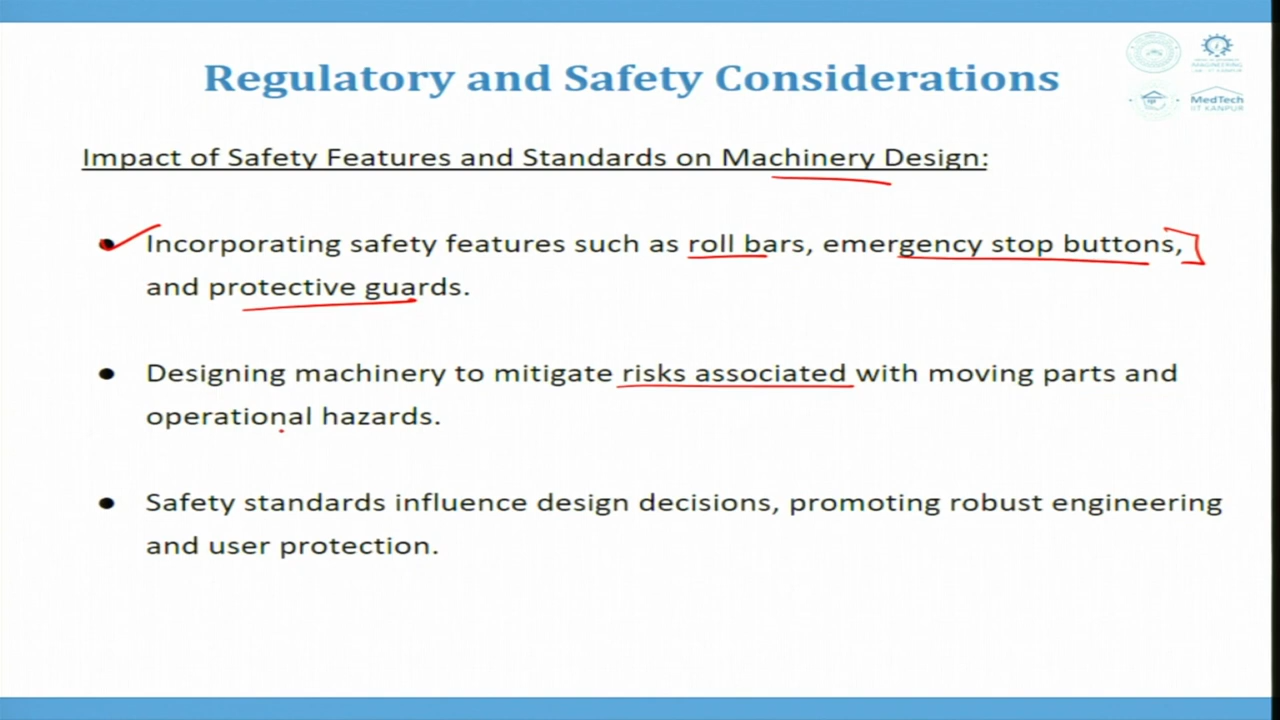 Regulatory and Safety Considerations
MedTech
IIT KANPUR
Impact of Safety Features and Standards on Machinery Design:
● Incorporating safety features such as roll bars, emergency stop buttons,
and protective guards.
● Designing machinery to mitigate risks associated with moving parts and
operational hazards.
● Safety standards influence design decisions, promoting robust engineering
and user protection.